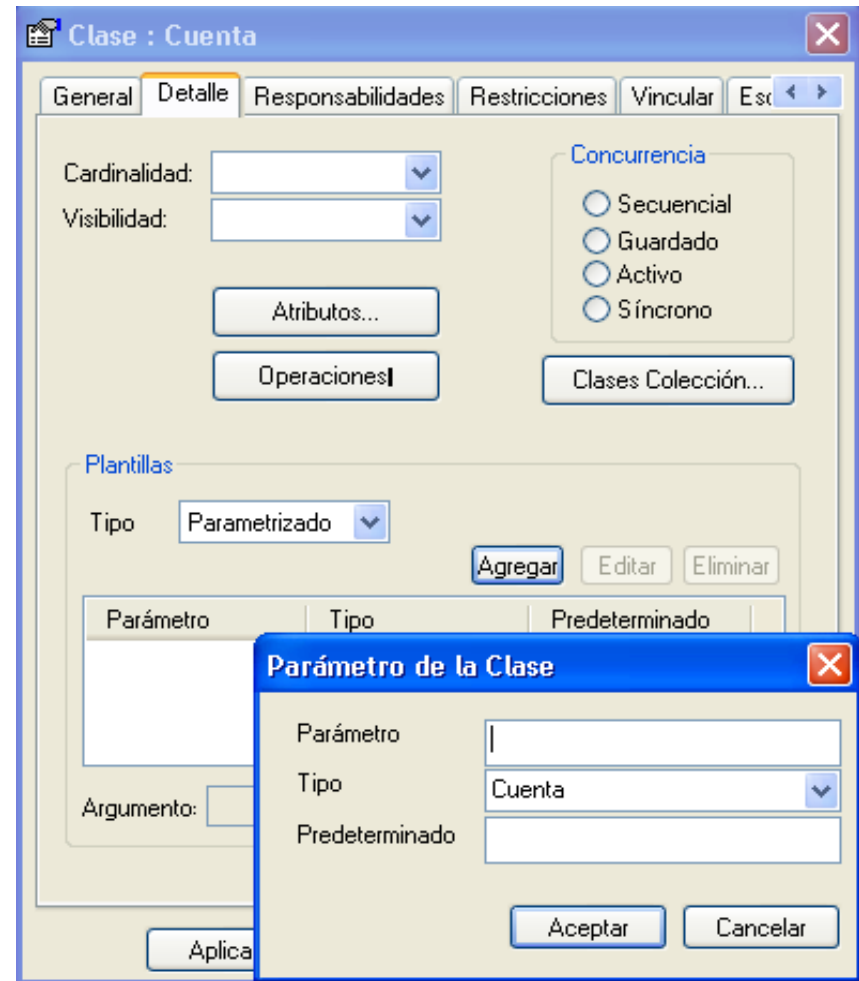 Clase : Cuenta
General Detalle Responsabilidades Restricciones Vincular Esc
Cardinalidad:
Visibilidad:
Concurrencia
Secuencial
Guardado
Activo
Síncrono
Atributos...
Operaciones
Clases Colección...
Plantillas
Tipo Parametrizado
Agregar Editar Eliminar
Parámetro Tipo Predeterminado
Argumento:
Aplica
Parámetro de la Clase
Parámetro
Tipo Cuenta
Predeterminado
Aceptar Cancelar